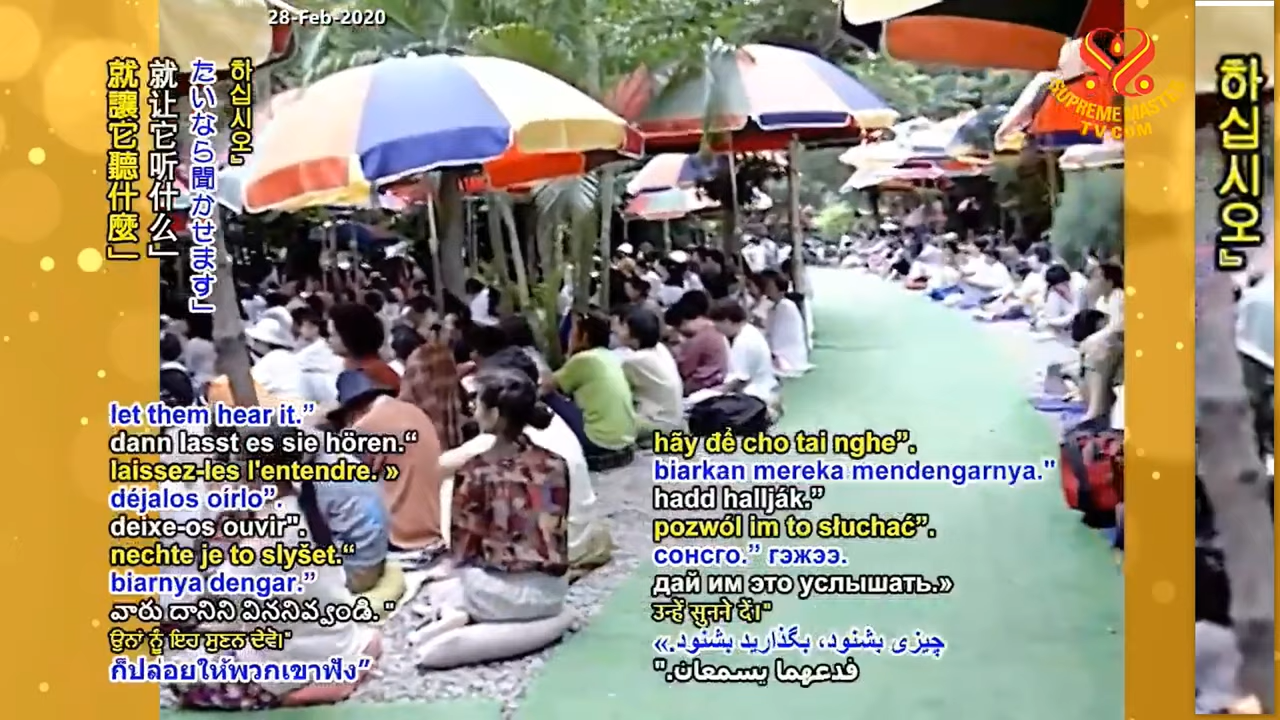 28-Feb-2020
SUPREME MASTER
TV.COM
하십시오』
たいなら聞かせます」
就让它听什么」
就讓它聽什麼」
하십시오』
let them hear it.”
dann lasst es sie hören.“
laissez-les l'entendre. »
déjalos oírlo”.
deixe-os ouvir".
nechte je to slyšet.“
biarnya dengar.”
వారు దానిని విననివ్వండి. "
ਉਨਾਂ ਨੂੰ ਇਹ ਸੁਣਨ ਦੇਵੋ।"
ก็ปล่อยให้พวกเขาฟัง”
hãy để cho tai nghe”.
biarkan mereka mendengarnya."
hadd hallják.”
pozwól im to słuchać”.
сонсго.” гэжээ.
дай им это услышать.»
उन्हें सुनने दें।"
چیزی بشنود، بگذارید بشنود.»
فدعهما يسمعان."